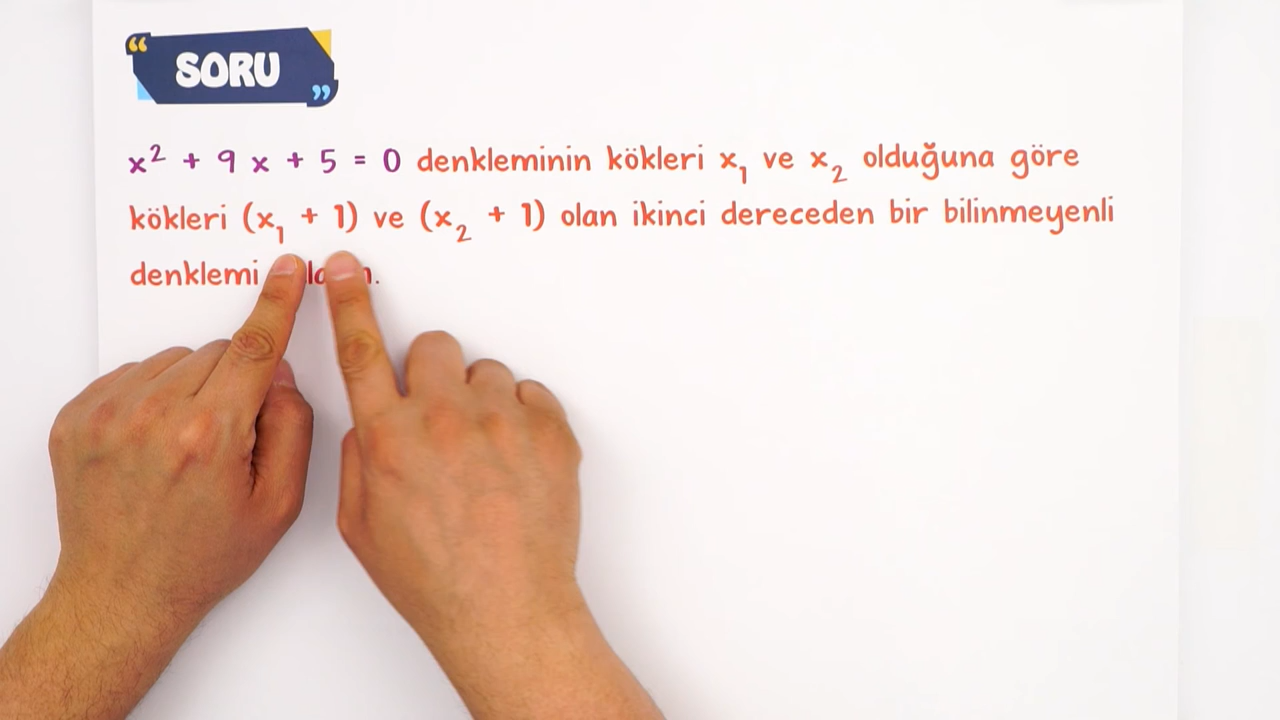 SORU
x² + 9 x + 5 = 0 denkleminin kökleri x₁ ve x₂ olduğuna göre
kökleri (x₁ + 1) ve (x₂ + 1) olan ikinci dereceden bir bilinmeyenli
denklemi